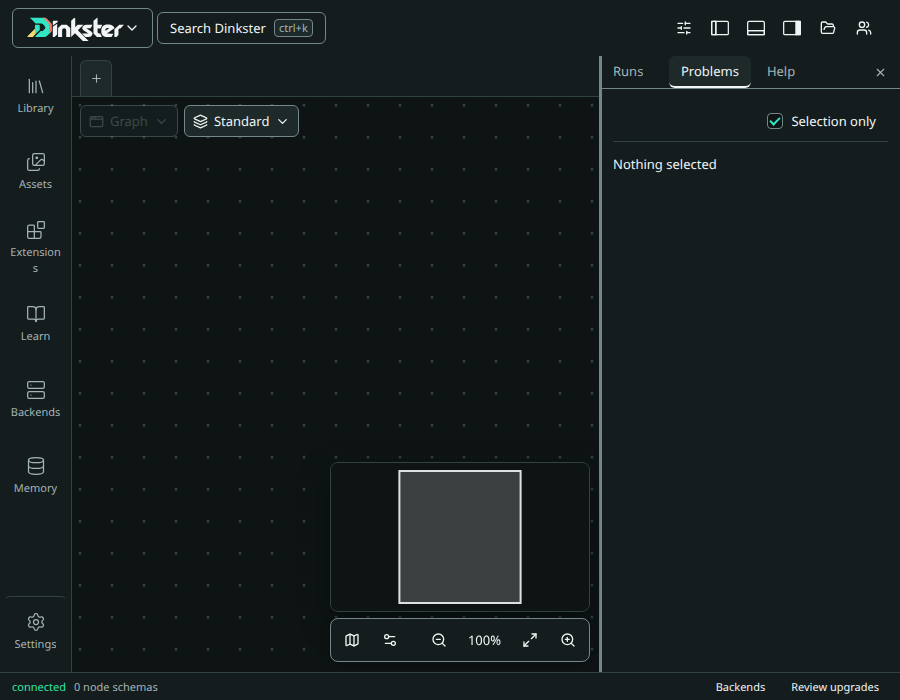 Dinkster
Search Dinkster ctrl+k
Runs
Problems
Help
Library
Assets
Extension
s
Learn
Backends
Memory
Settings
+
Graph
Standard
Selection only
Nothing selected
100%
connected
0 node schemas
Backends
Review upgrades